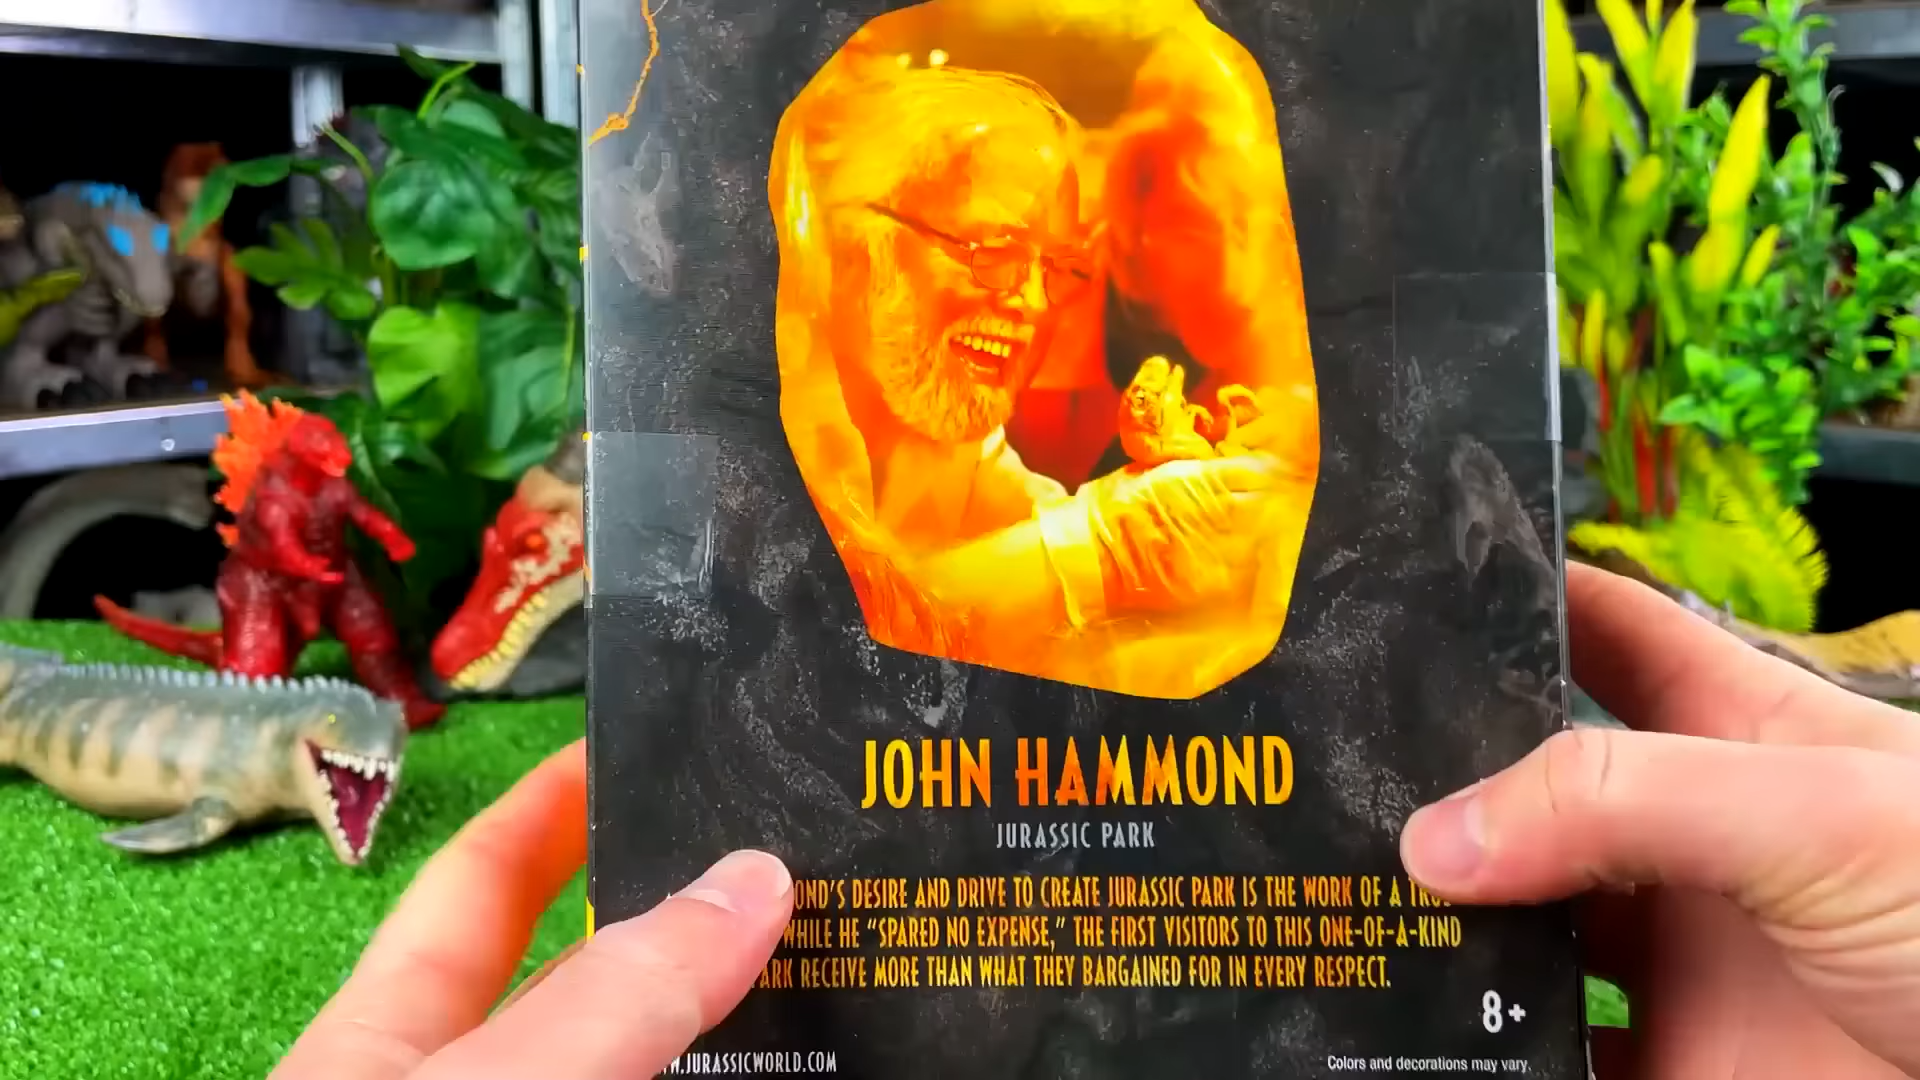 JOHN HAMMOND
JURASSIC PARK
OND'S DESIRE AND DRIVE TO CREATE JURASSIC PARK IS THE WORK OF A
WHILE HE “SPARED NO EXPENSE,” THE FIRST VISITORS TO THIS ONE-OF-A-KIND
ARK RECEIVE MORE THAN WHAT THEY BARGAINED FOR IN EVERY RESPECT.
8+
W.JURASSICWORLD.COM
Colors and decorations may vary.